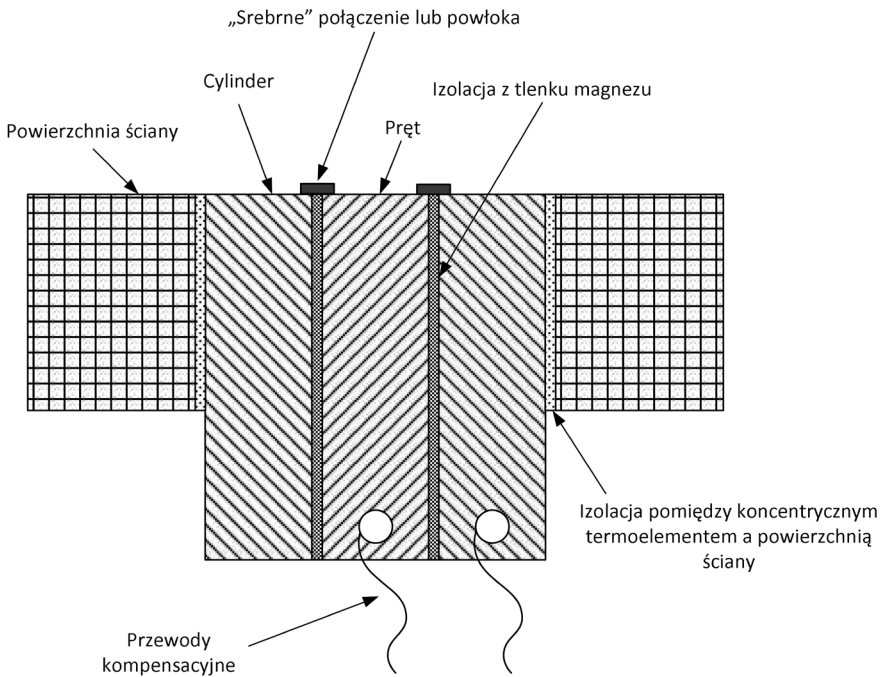 „Srebrne” połączenie lub powłoka
Cylinder
Izolacja z tlenku magnezu
Powierzchnia ściany
Pręt
Izolacja pomiędzy koncentrycznym
termoelementem a powierzchnią
ściany
Przewody
kompensacyjne